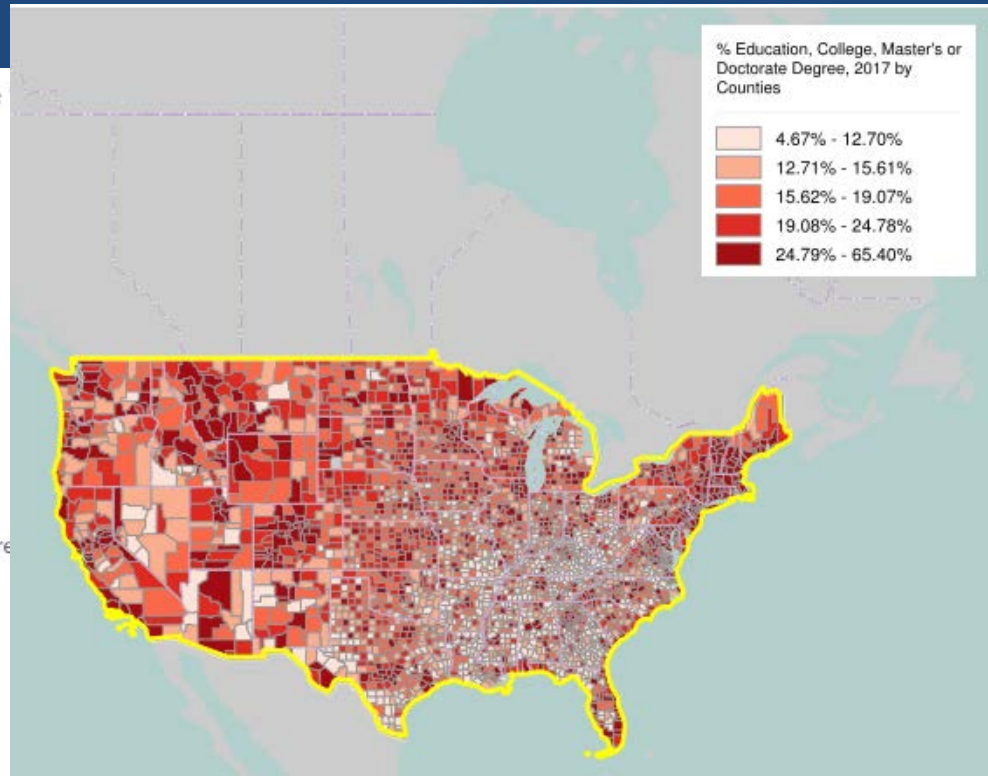 % Education, College, Master's or
Doctorate Degree, 2017 by
Counties
4.67% - 12.70%
12.71% - 15.61%
15.62% - 19.07%
19.08% - 24.78%
24.79% - 65.40%